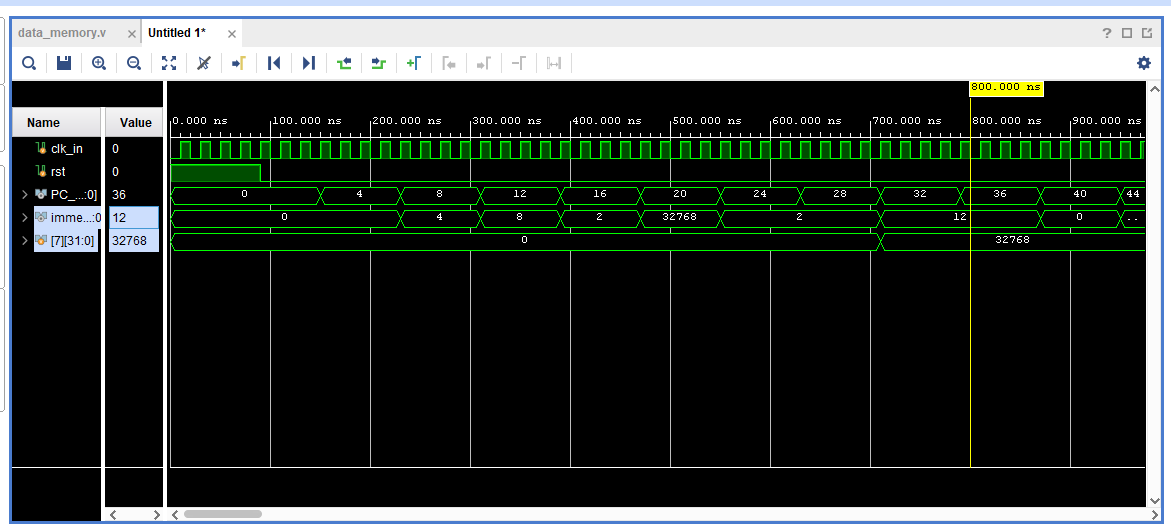 data_memory.v × Untitled 1* ×
?
800.000 ns
Name Value
0.000 ns 100.000 ns 200.000 ns 300.000 ns 400.000 ns 500.000 ns 600.000 ns 700.000 ns 800.000 ns 900.000 ns
clk_in 0
rst 0
PC_...:0] 36 0 4 8 12 16 20 24 28 32 36 40 44
imme...:0 12 0 4 8 2 32768 2 12 0 ..
[7][31:0] 32768 0 32768